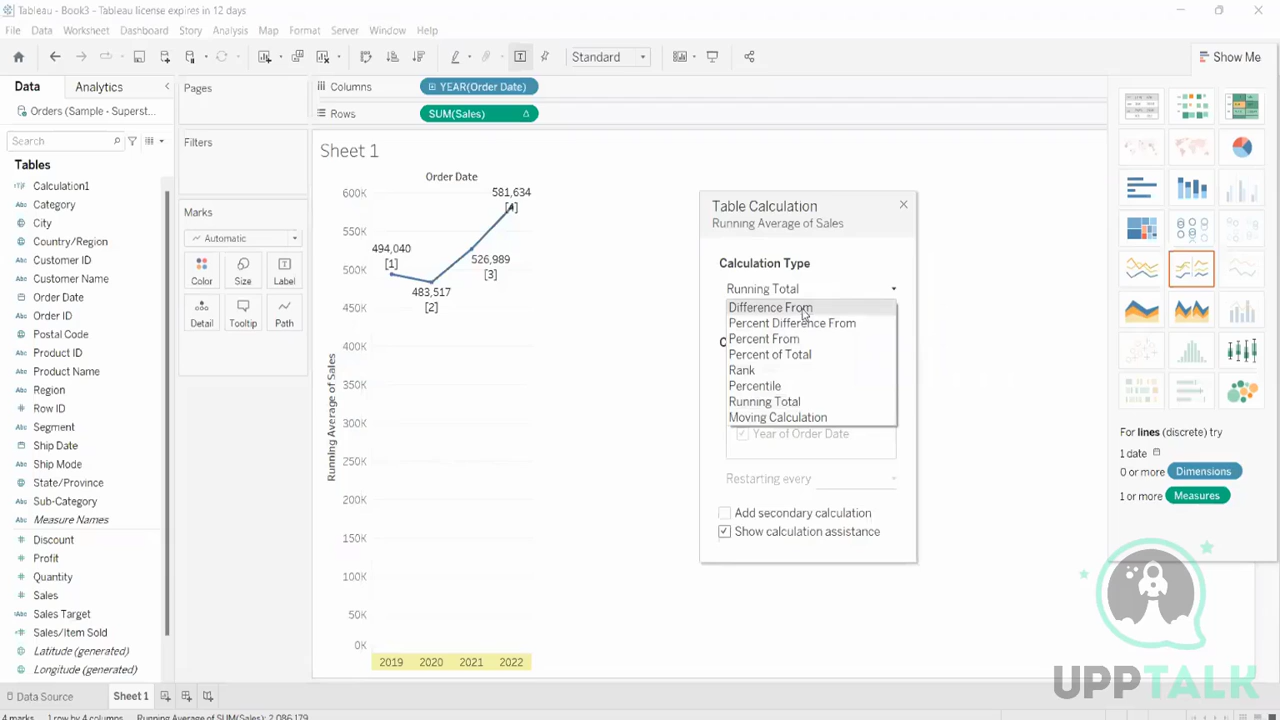 Tableau - Book3 - Tableau license expires in 12 days
File Data Worksheet Dashboard Story Analysis Map Format Server Window Help
Standard
Show Me
Data Analytics
Orders (Sample - Superst...
Search
Tables
Calculation1
Category
City
Country/Region
Customer ID
Customer Name
Order Date
Order ID
Postal Code
Product ID
Product Name
Region
Row ID
Segment
Ship Date
Ship Mode
State/Province
Sub-Category
Measure Names
Discount
Profit
Quantity
Sales
Sales Target
Sales/Item Sold
Latitude (generated)
Longitude (generated)
Pages
Filters
Marks
Automatic
Color Size Label
Detail Tooltip Path
Columns YEAR(Order Date)
Rows SUM(Sales)
Sheet 1
Order Date
600K
550K
500K
450K
400K
350K
300K
250K
200K
150K
100K
50K
0K
Running Average of Sales
494,040
[1]
483,517
[2]
526,989
[3]
581,634
[4]
2019 2020 2021 2022
Table Calculation
Running Average of Sales
Calculation Type
Running Total
Difference From
Percent Difference From
Percent From
Percent of Total
Rank
Percentile
Running Total
Moving Calculation
Year of Order Date
Restarting every
Add secondary calculation
Show calculation assistance
For lines (discrete) try
1 date
0 or more Dimensions
1 or more Measures
UPPTALK
Data Source Sheet 1
4 marks 1 row by 4 columns Running Average of SUM(Sales): 2,086,179